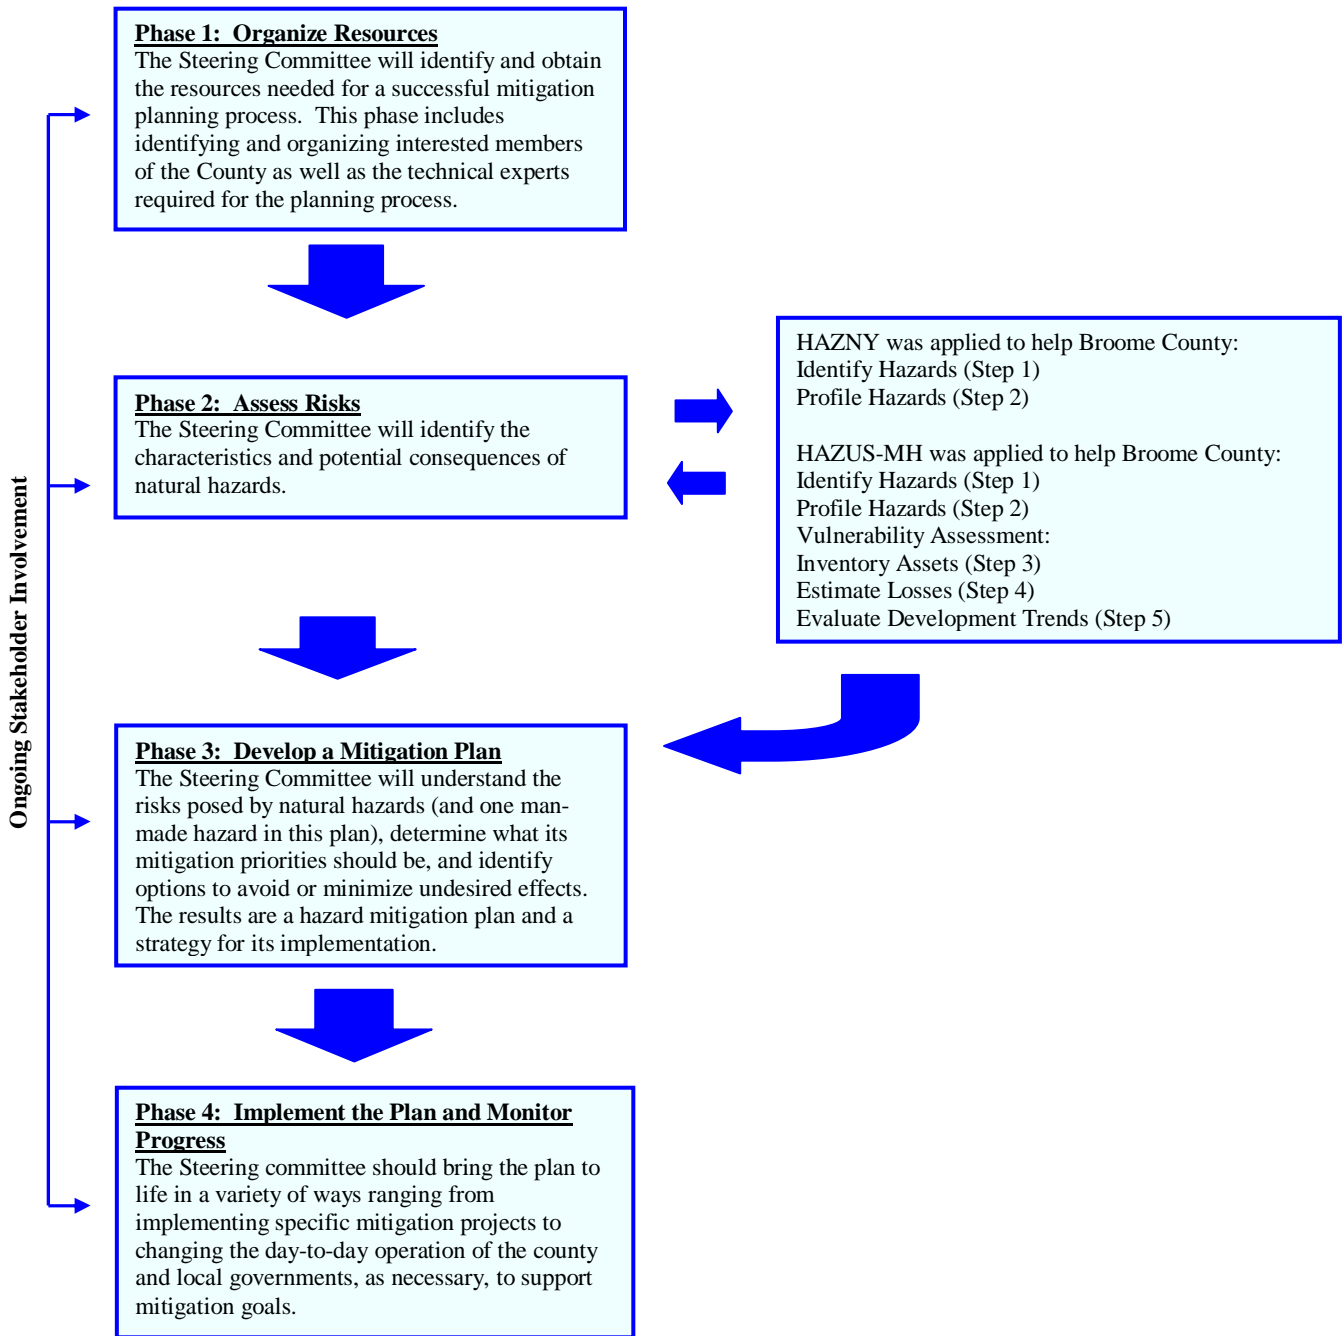 Phase 1: Organize Resources
The Steering Committee will identify and obtain
the resources needed for a successful mitigation
planning process. This phase includes
identifying and organizing interested members
of the County as well as the technical experts
required for the planning process.
Phase 2: Assess Risks
The Steering Committee will identify the
characteristics and potential consequences of
natural hazards.
HAZNY was applied to help Broome County:
Identify Hazards (Step 1)
Profile Hazards (Step 2)
HAZUS-MH was applied to help Broome County:
Identify Hazards (Step 1)
Profile Hazards (Step 2)
Vulnerability Assessment:
Inventory Assets (Step 3)
Estimate Losses (Step 4)
Evaluate Development Trends (Step 5)
Ongoing Stakeholder Involvement
Phase 3: Develop a Mitigation Plan
The Steering Committee will understand the
risks posed by natural hazards (and one man-
made hazard in this plan), determine what its
mitigation priorities should be, and identify
options to avoid or minimize undesired effects.
The results are a hazard mitigation plan and a
strategy for its implementation.
Phase 4: Implement the Plan and Monitor
Progress
The Steering committee should bring the plan to
life in a variety of ways ranging from
implementing specific mitigation projects to
changing the day-to-day operation of the county
and local governments, as necessary, to support
mitigation goals.